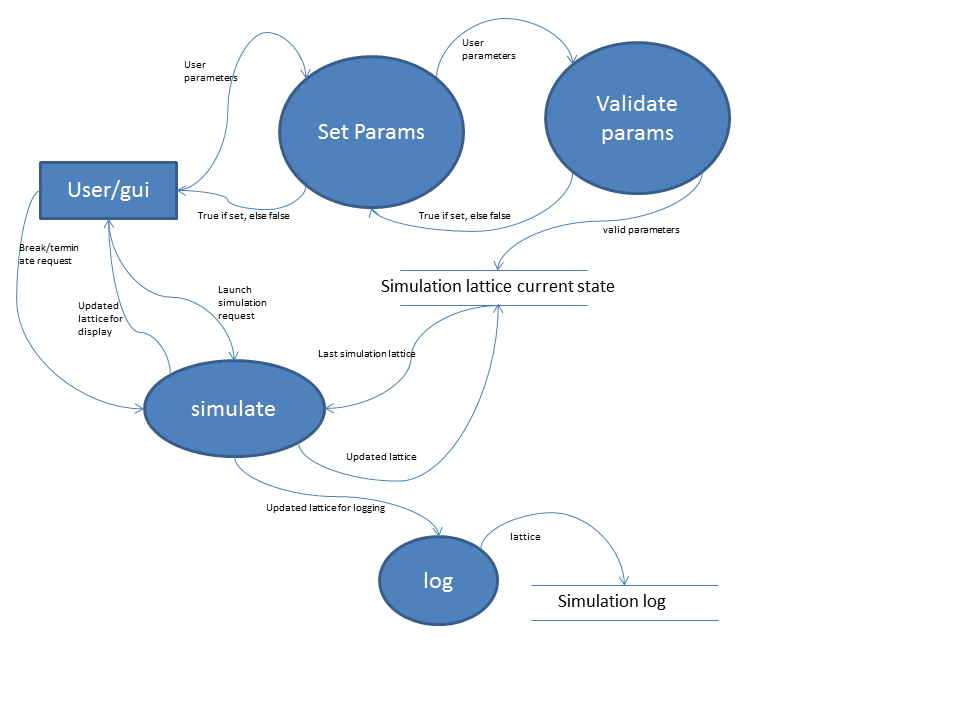 User
parameters
User
parameters
Set Params
Validate
params
User/gui
True if set, else false
True if set, else false
valid parameters
Break/termin
ate request
Simulation lattice current state
Launch
simulation
request
Updated
lattice for
display
Last simulation lattice
simulate
Updated lattice
Updated lattice for logging
lattice
log
Simulation log